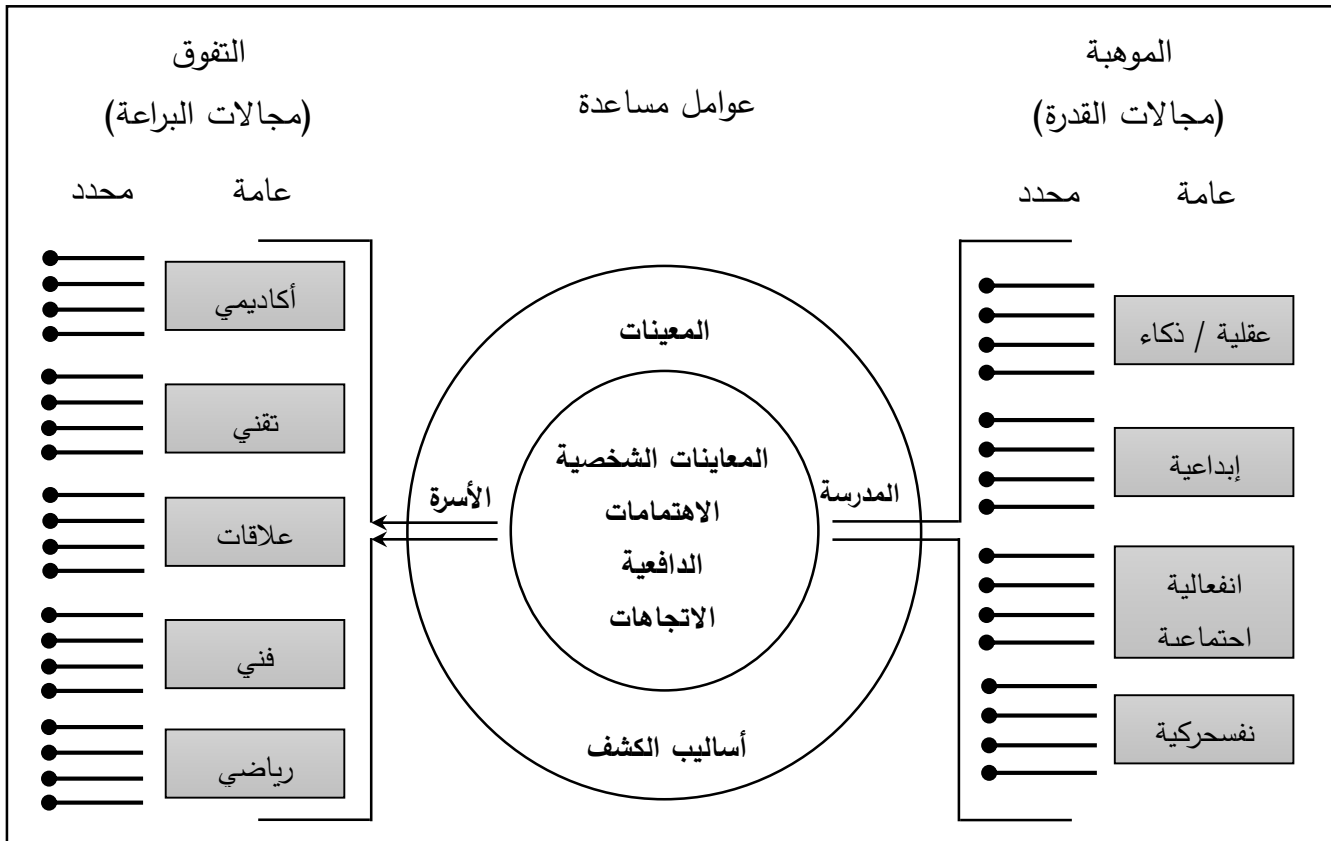 الموهبة
(مجالات القدرة)
عامة
محدد
عقلية / ذكاء
إبداعية
انفعالية
احتماعية
نفسحركية
عوامل مساعدة
المعينات
المدرسة
المعاينات الشخصية
الاهتمامات
الدافعية
الاتجاهات
الأسرة
أساليب الكشف
التفوق
(مجالات البراعة)
عامة
محدد
أكاديمي
تقني
علاقات
فني
رياضي